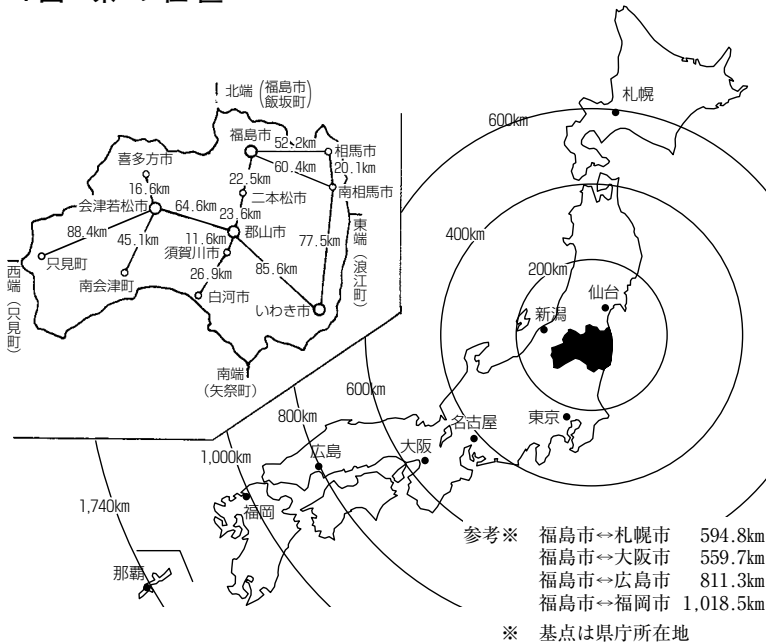 北端（福島市飯坂町）
札幌
600km
福島市
52.2km
相馬市
20.1km
60.4km
南相馬市
喜多方市
16.6km
22.5km
二本松市
会津若松市
64.6km
23.6km
郡山市
88.4km
45.1km
11.6km
須賀川市
77.5km
東端（浪江町）
只見町
南会津町
26.9km
85.6km
白河市
いわき市
西端（只見町）
南端
（矢祭町）
400km
200km
仙台
新潟
600km
800km
東京
名古屋
大阪
広島
1,000km
福岡
1,740km
那覇
参考※ 福島市↔札幌市 594.8km
福島市↔大阪市 559.7km
福島市↔広島市 811.3km
福島市↔福岡市 1,018.5km
※ 基点は県庁所在地